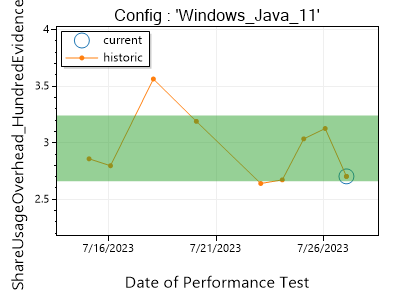 Config : 'Windows_Java_11'
current
historic
ShareUsageOverhead_HundredEvidence
4
3.5
3
2.5
7/16/2023
7/21/2023
7/26/2023
Date of Performance Test